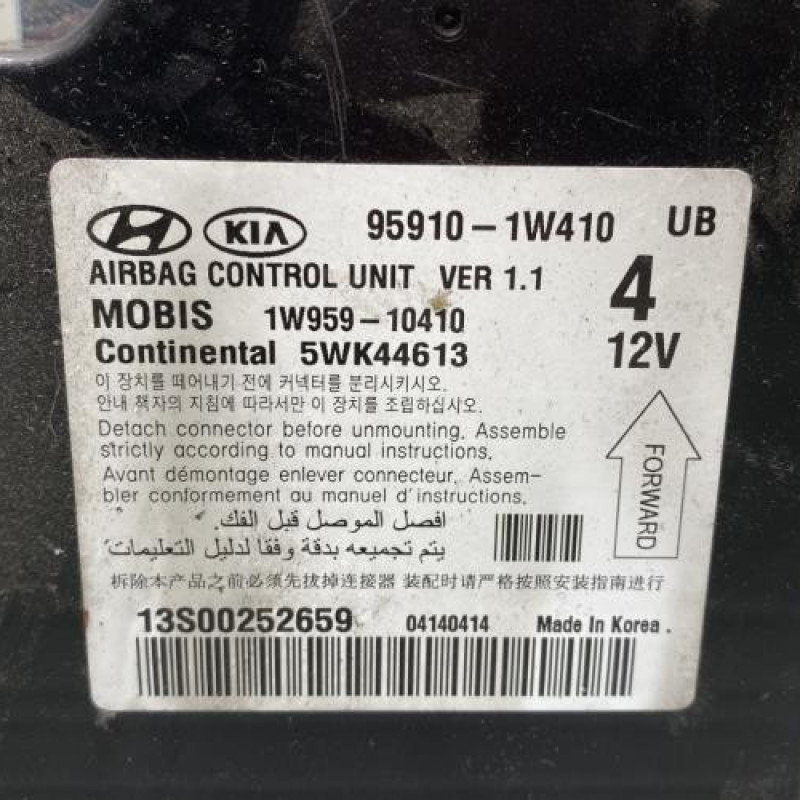 KIA 95910-1W410 UB
AIRBAG CONTROL UNIT VER 1.1
4
MOBIS 1W959-10410
12V
Continental 5WK44613
이 장치를 떼어내기 전에 커넥터를 분리시키시오.
안내 책자의 지침에 따라서만 이 장치를 조립하십시오.
Detach connector before unmounting. Assemble
strictly according to manual instructions.
Avant démontage enlever connecteur. Assem-
bler conformement au manuel d'instructions.
FORWARD
افصل الموصل قبل الفك.
يتم تجميعه بدقة وفقا لدليل التعليمات.
拆除本产品之前必须先拔掉连接器 装配时请严格按照安装指南进行
13S00252659 04140414 Made In Korea.